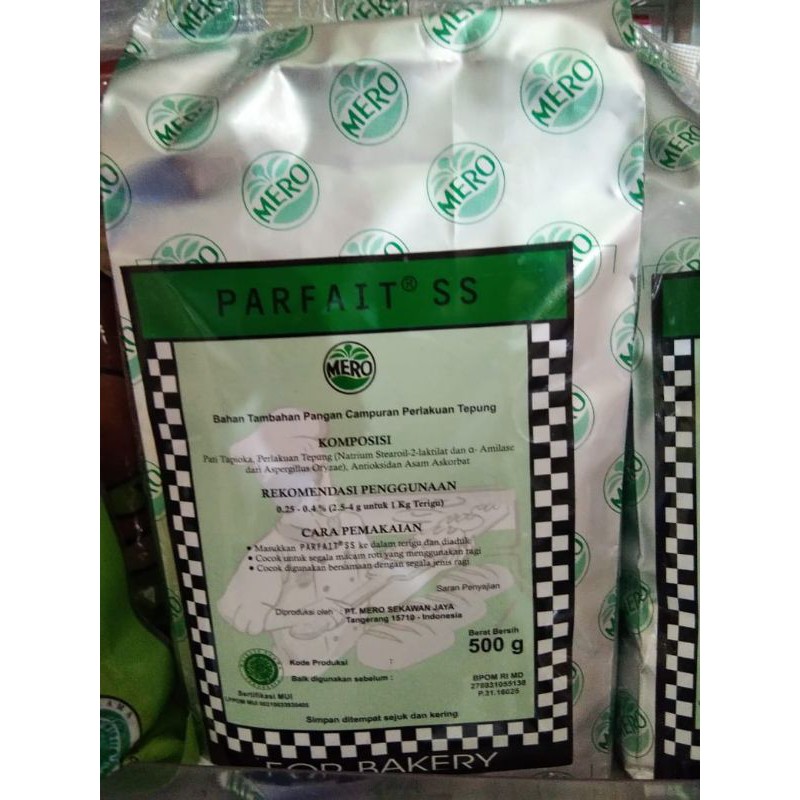 MERO
MERO
MERO
MERO
MERO
PARFAIT® SS
MERO
Bahan Tambahan Pangan Campuran Perlakuan Tepung
KOMPOSISI
Pati Tapioka, Perlakuan Tepung (Natrium Stearoil-2-laktilat dan α- Amilase
dari Aspergillus Oryzae), Antioksidan Asam Askorbat
REKOMENDASI PENGGUNAAN
0.25 - 0.4 % (2.5-4 g untuk 1 Kg Terigu)
CARA PEMAKAIAN
• Masukkan PARFAIT® SS ke dalam terigu dan diaduk
• Cocok untuk segala macam roti yang menggunakan ragi
• Cocok digunakan bersamaan dengan segala jenis ragi
Saran Penyajian
Diproduksi oleh : PT. MERO SEKAWAN JAYA
Tangerang 15710 - Indonesia
Berat Bersih
500 g
Kode Produksi :
Baik digunakan sebelum :
BPOM RI MD
P.31.16025
Sertifikasi MUI
Simpan ditempat sejuk dan kering
FOR BAKERY